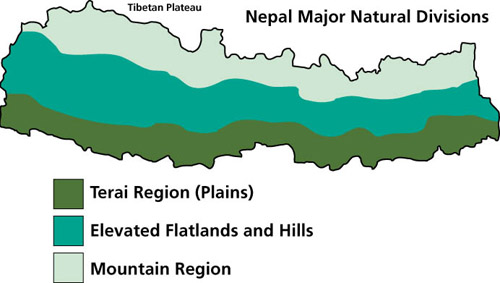 Tibetan Plateau
Nepal Major Natural Divisions
Terai Region (Plains)
Elevated Flatlands and Hills
Mountain Region